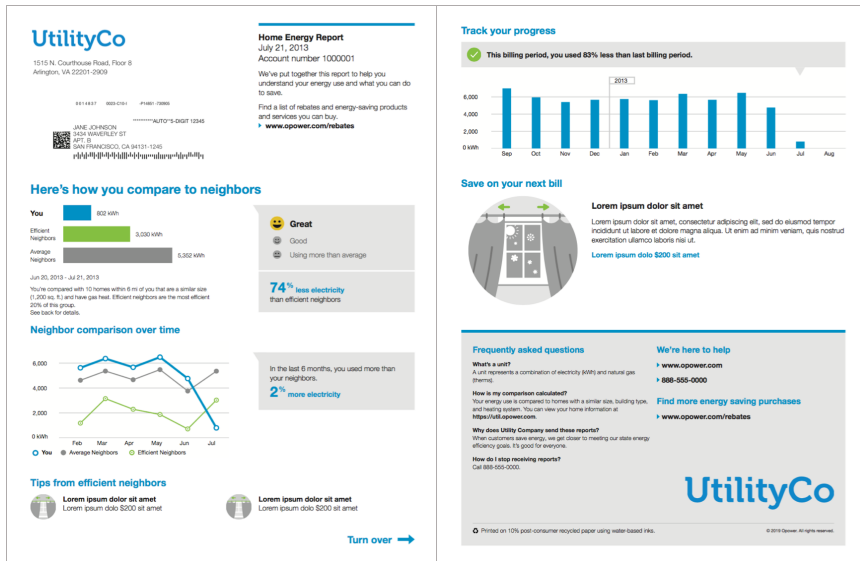 UtilityCo
1515 N. Courthouse Road, Floor 8
Arlington, VA 22201-2909
Home Energy Report
July 21, 2013
Account number 1000001
We've put together this report to help you
understand your energy use and what you can do
to save.
Find a list of rebates and energy-saving products
and services you can buy.
www.opower.com/rebates
**********AUTO**5-DIGIT 12345
JANE JOHNSON
3434 WAVERLEY ST
APT. B
SAN FRANCISCO, CA 94131-1245
Here's how you compare to neighbors
You
802 kWh
Efficient
Neighbors
3,030 kWh
Average
Neighbors
5,352 kWh
Great
Good
Using more than average
74% less electricity
than efficient neighbors
Jun 20, 2013 - Jul 21, 2013
You're compared with 10 homes within 6 mi of you that are a similar size
(1,200 sq. ft.) and have gas heat. Efficient neighbors are the most efficient
20% of this group.
See back for details.
Neighbor comparison over time
6,000
4,000
2,000
0 kWh
Feb Mar Apr May Jun Jul
You Average Neighbors Efficient Neighbors
In the last 6 months, you used more than
your neighbors.
2% more electricity
Tips from efficient neighbors
Lorem ipsum dolor sit amet
Lorem ipsum dolo $200 sit amet
Lorem ipsum dolor sit amet
Lorem ipsum dolo $200 sit amet
Turn over
Track your progress
This billing period, you used 83% less than last billing period.
2013
6,000
4,000
2,000
0 kWh
Sep Oct Nov Dec Jan Feb Mar Apr May Jun Jul Aug
Save on your next bill
Lorem ipsum dolor sit amet
Lorem ipsum dolor sit amet, consectetur adipiscing elit, sed do eiusmod tempor
incididunt ut labore et dolore magna aliqua. Ut enim ad minim veniam, quis nostrud
exercitation ullamco laboris nisi ut.
Lorem ipsum dolo $200 sit amet
Frequently asked questions
What's a unit?
A unit represents a combination of electricity (kWh) and natural gas
(therms).
How is my comparison calculated?
Your energy use is compared to homes with a similar size, building type,
and heating system. You can view your home information at
https://util.opower.com.
Why does Utility Company send these reports?
When customers save energy, we get closer to meeting our state energy
efficiency goals. It's good for everyone.
How do I stop receiving reports?
Call 888-555-0000.
We're here to help
www.opower.com
888-555-0000
Find more energy saving purchases
www.opower.com/rebates
UtilityCo
Printed on 10% post-consumer recycled paper using water-based inks.
Opower. All rights reserved.